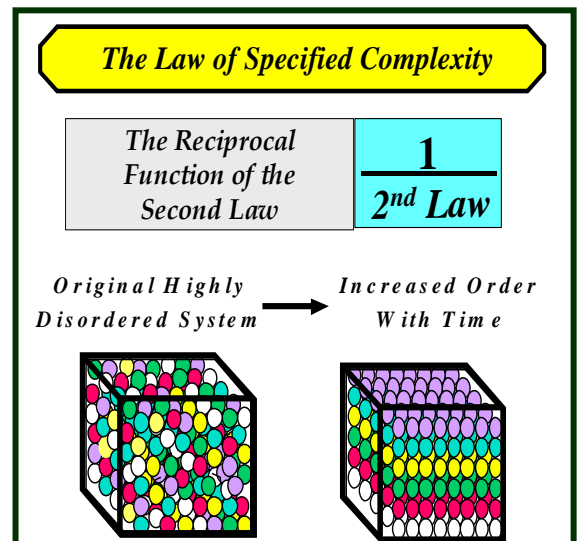 The Law of Specified Complexity
The Reciprocal
Function of the
Second Law
1
2nd Law
Original Highly
Disordered System
Increased Order
With Time